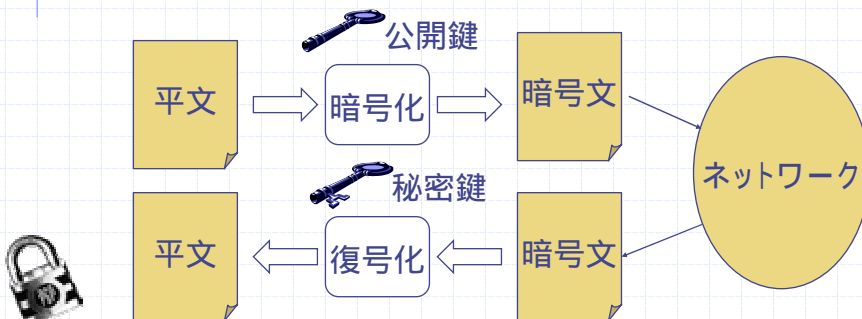 公開鍵
平文
暗号化
暗号文
ネットワーク
秘密鍵
平文
復号化
暗号文